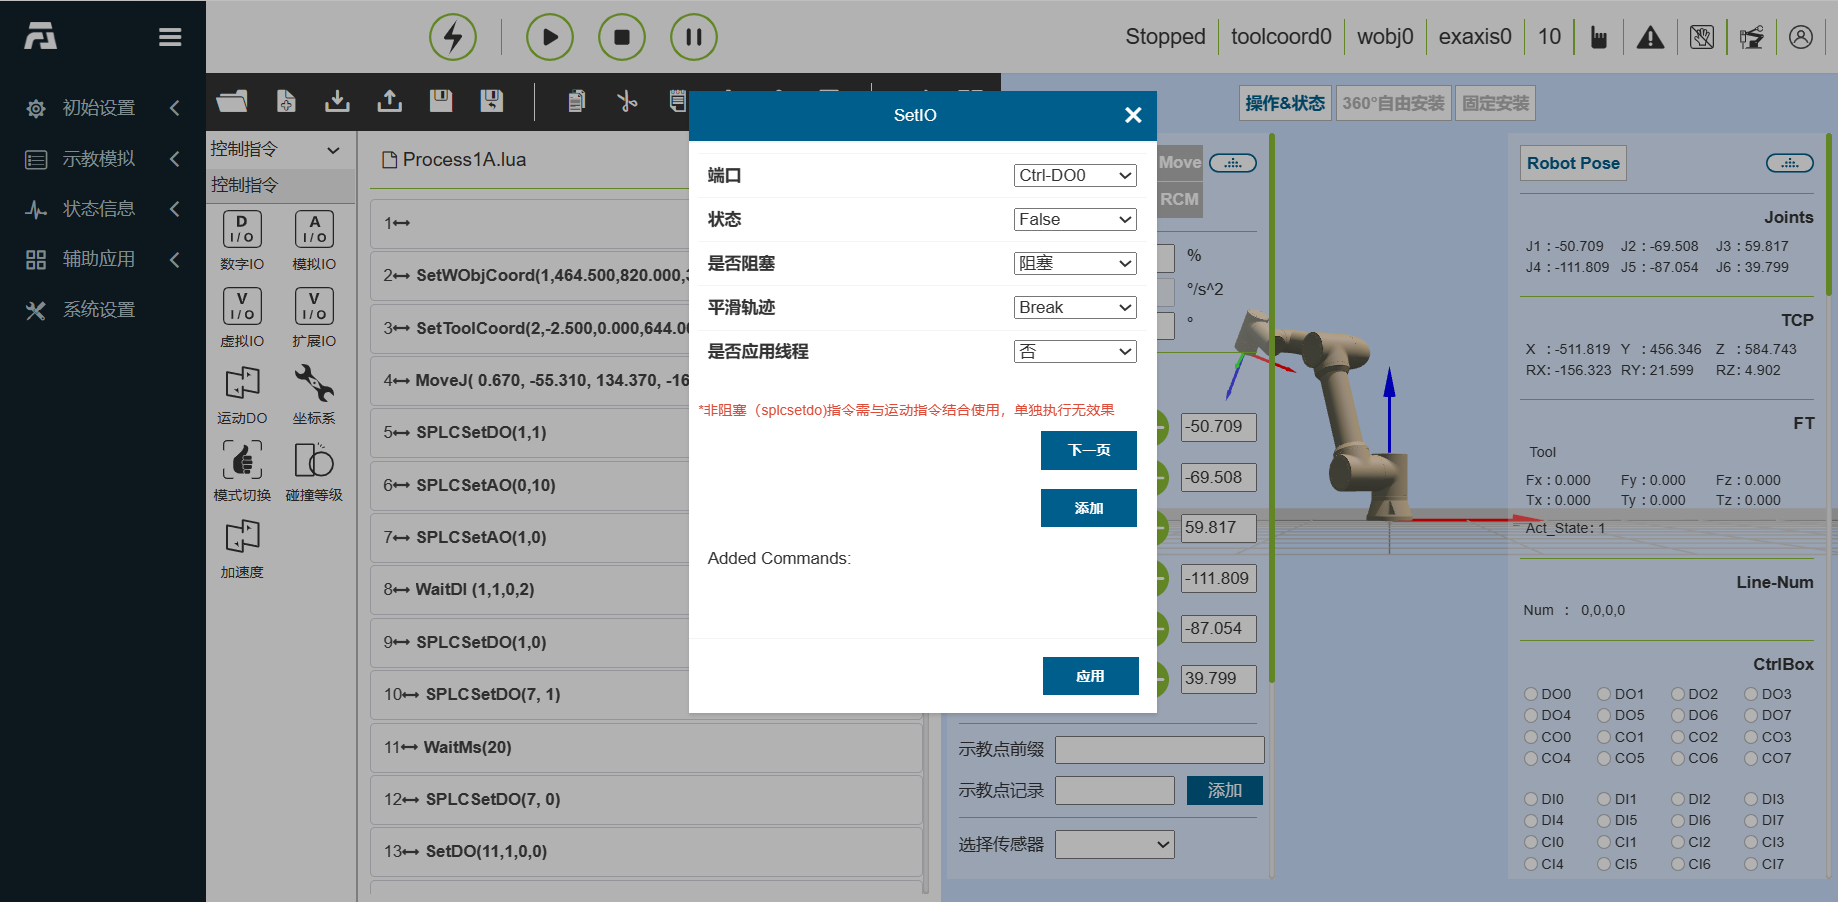 Stopped
toolcoord0
wobj0
exaxis0
10
初始设置
示教模拟
状态信息
辅助应用
系统设置
控制指令
控制指令
D
I/O
数字IO
A
I/O
模拟IO
V
I/O
虚拟IO
V
I/O
扩展IO
运动DO
坐标系
模式切换
碰撞等级
加速度
Process1A.lua
1
2 SetWObjCoord(1,464.500,820.000,
3 SetToolCoord(2,-2.500,0.000,644.00
4 MoveJ( 0.670, -55.310, 134.370, -16
5 SPLCSetDO(1,1)
6 SPLCSetAO(0,10)
7 SPLCSetAO(1,0)
8 WaitDI (1,1,0,2)
9 SPLCSetDO(1,0)
10 SPLCSetDO(7, 1)
11 WaitMs(20)
12 SPLCSetDO(7, 0)
13 SetDO(11,1,0,0)
SetIO
端口 Ctrl-DO0
状态 False
是否阻塞 阻塞
平滑轨迹 Break
是否应用线程 否
*非阻塞（splcsetdo)指令需与运动指令结合使用，单独执行无效果
下一页
添加
Added Commands:
应用
操作&状态
360°自由安装
固定安装
Move
RCM
%
°/s^2
°
-50.709
-69.508
59.817
-111.809
-87.054
39.799
示教点前缀
示教点记录 添加
选择传感器
Robot Pose
Joints
J1 : -50.709 J2 : -69.508 J3 : 59.817
J4 : -111.809 J5 : -87.054 J6 : 39.799
TCP
X : -511.819 Y : 456.346 Z : 584.743
RX: -156.323 RY: 21.599 RZ: 4.902
FT
Tool
Fx : 0.000 Fy : 0.000 Fz : 0.000
Tx : 0.000 Ty : 0.000 Tz : 0.000
Act_State: 1
Line-Num
Num : 0,0,0,0
CtrlBox
DO0 DO1 DO2 DO3
DO4 DO5 DO6 DO7
CO0 CO1 CO2 CO3
CO4 CO5 CO6 CO7
DI0 DI1 DI2 DI3
DI4 DI5 DI6 DI7
CI0 CI1 CI2 CI3
CI4 CI5 CI6 CI7